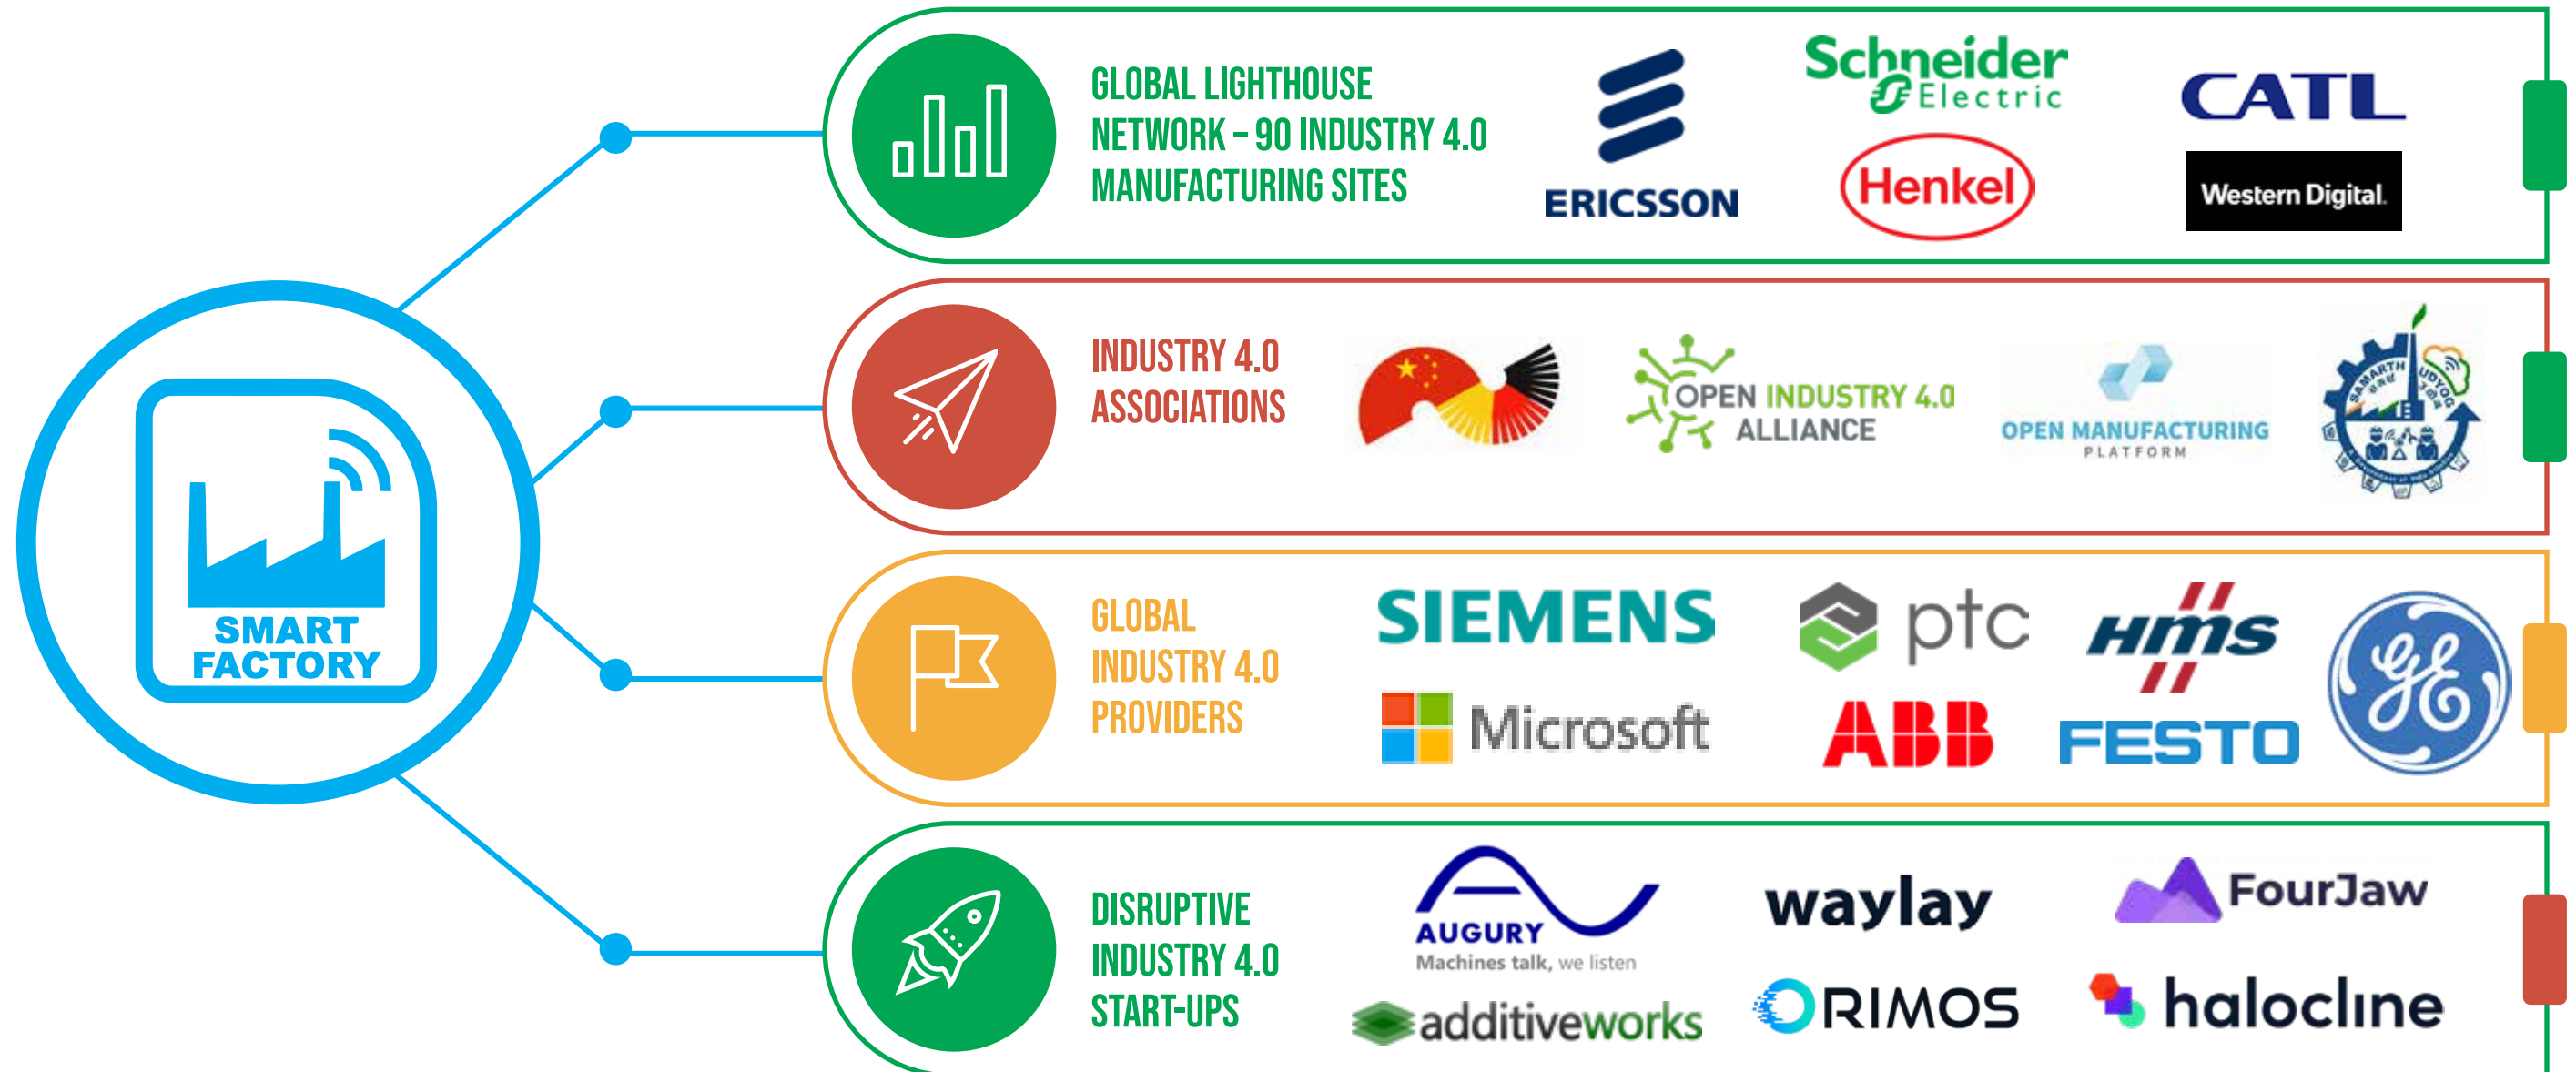 SMART
FACTORY
GLOBAL LIGHTHOUSE
NETWORK – 90 INDUSTRY 4.0
MANUFACTURING SITES
ERICSSON
Schneider
Electric
Henkel
CATL
Western Digital.
INDUSTRY 4.0
ASSOCIATIONS
OPEN INDUSTRY 4.0
ALLIANCE
OPEN MANUFACTURING
PLATFORM
SAMARTH UDYOG
GLOBAL
INDUSTRY 4.0
PROVIDERS
SIEMENS
Microsoft
ptc
ABB
HMS
FESTO
GE
DISRUPTIVE
INDUSTRY 4.0
START-UPS
AUGURY
Machines talk, we listen
additiveworks
waylay
ORIMOS
FourJaw
halocline